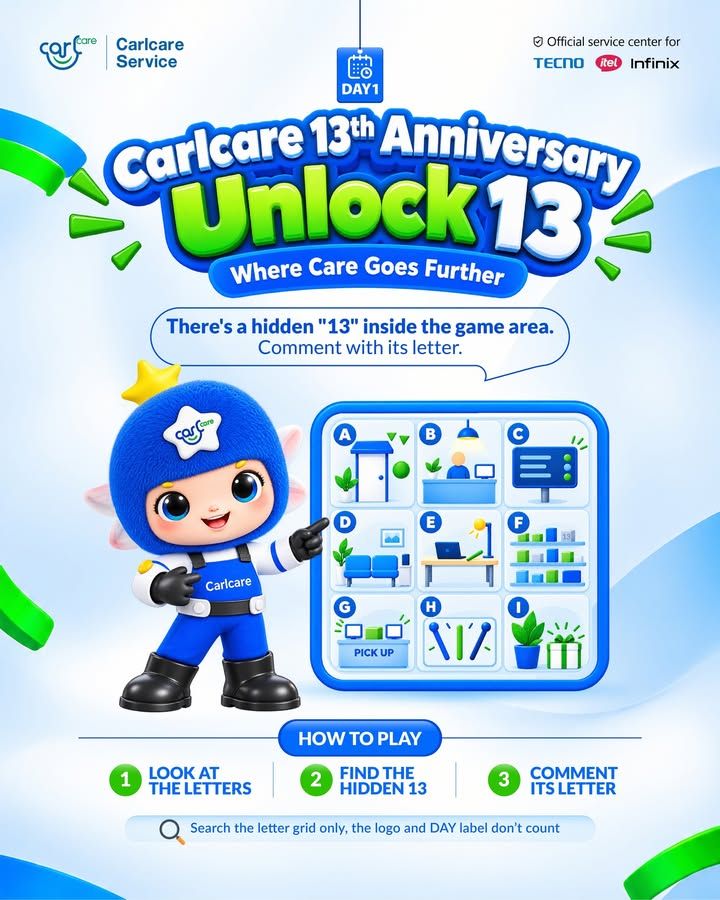 carlcare
Carlcare
Service
Official service center for
TECNO itel Infinix
DAY1
Carlcare 13th Anniversary
Unlock 13
Where Care Goes Further
There's a hidden "13" inside the game area.
Comment with its letter.
carlcare
Carlcare
A B C
D E F
13
G H I
PICK UP
HOW TO PLAY
1 LOOK AT
THE LETTERS
2 FIND THE
HIDDEN 13
3 COMMENT
ITS LETTER
Search the letter grid only, the logo and DAY label don't count